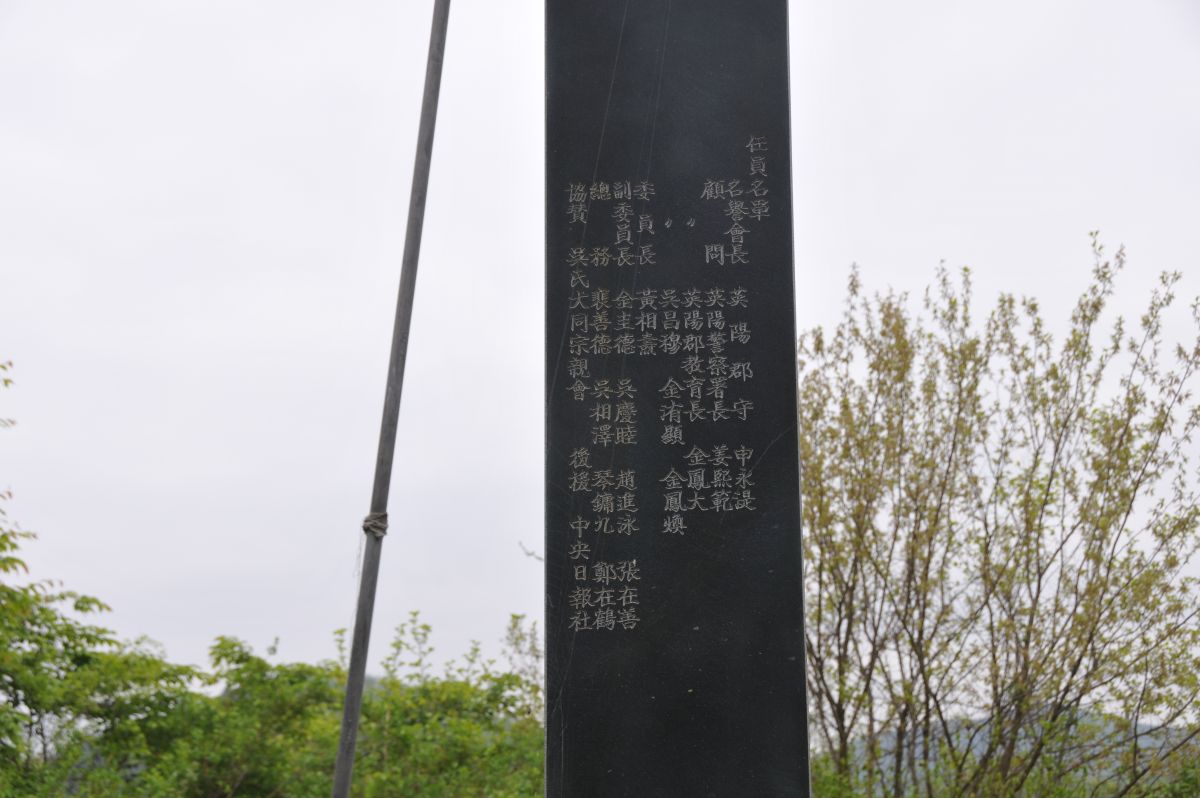 任員名單
名譽會長 英陽郡守 申永湜
顧問 英陽警察署長 姜熙範
〃 英陽郡教育長 金鳳大
〃 吳昌穆 金洧顯 金鳳煥
委員長 黃相燾
副委員長 金圭德 吳慶睦 趙進泳 張在善
總務 裵善德 吳相澤 琴鏞九 鄭在鶴
協賛 吳氏大同宗親會 後援 中央日報社